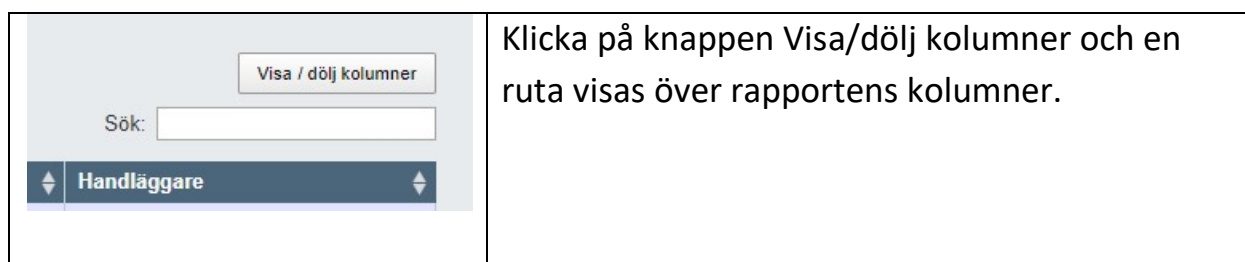 Visa / dölj kolumner
Sök:
Handläggare
Klicka på knappen Visa/dölj kolumner och en
ruta visas över rapportens kolumner.